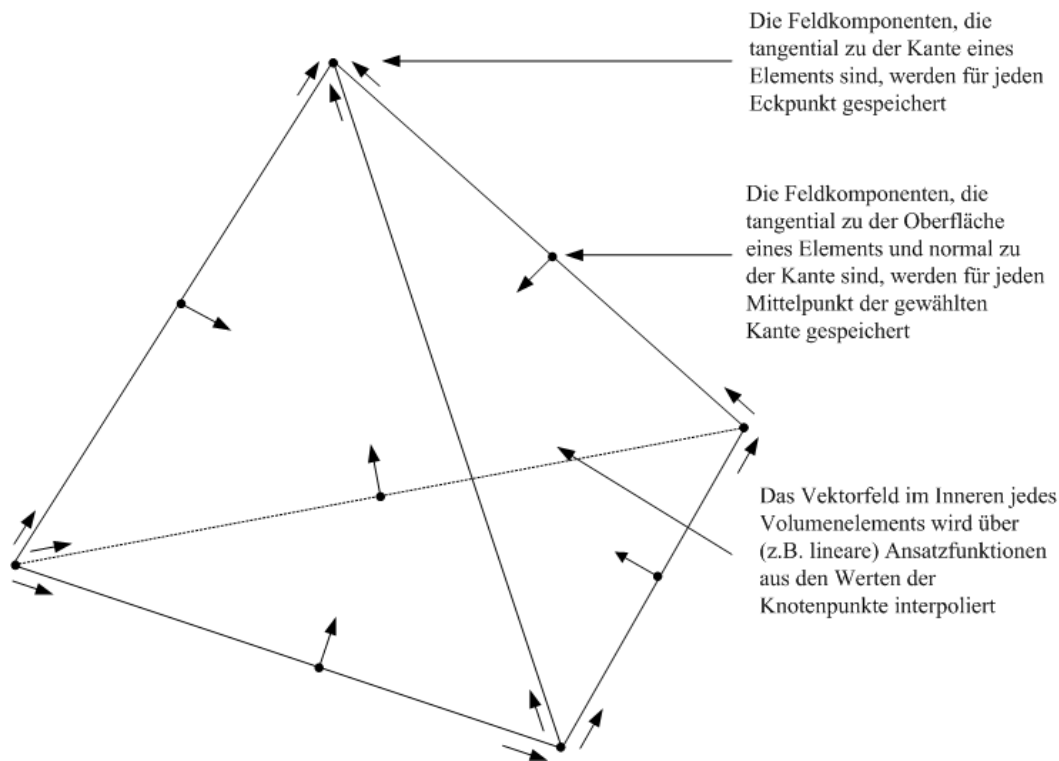 Die Feldkomponenten, die
tangential zu der Kante eines
Elements sind, werden für jeden
Eckpunkt gespeichert
Die Feldkomponenten, die
tangential zu der Oberfläche
eines Elements und normal zu
der Kante sind, werden für jeden
Mittelpunkt der gewählten
Kante gespeichert
Das Vektorfeld im Inneren jedes
Volumenelements wird über
(z.B. lineare) Ansatzfunktionen
aus den Werten der
Knotenpunkte interpoliert